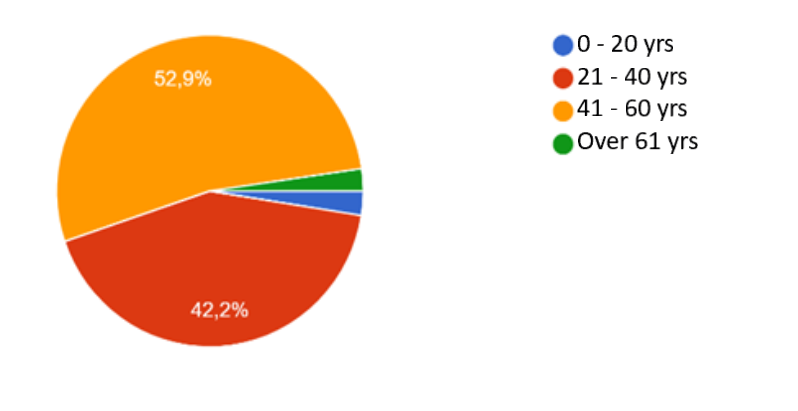 52,9%
42,2%
0 - 20 yrs
21 - 40 yrs
41 - 60 yrs
Over 61 yrs